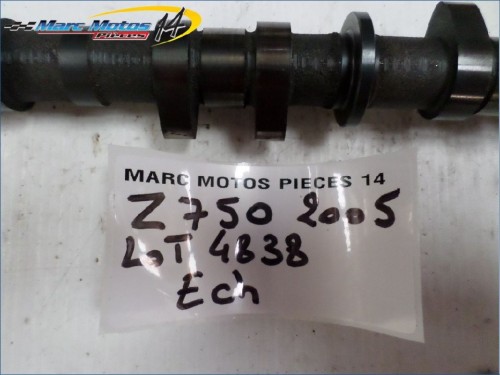 Marc Motos 14
PIECES
MARC MOTOS PIECES 14
Z750 2005
LOT 4838
Ech